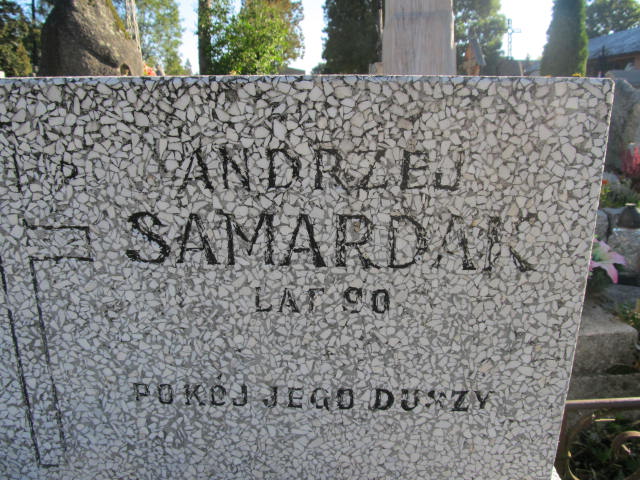 ANDRZEJ
SAMARDAK
LAT 90
POKÓJ JEGO DUSZY